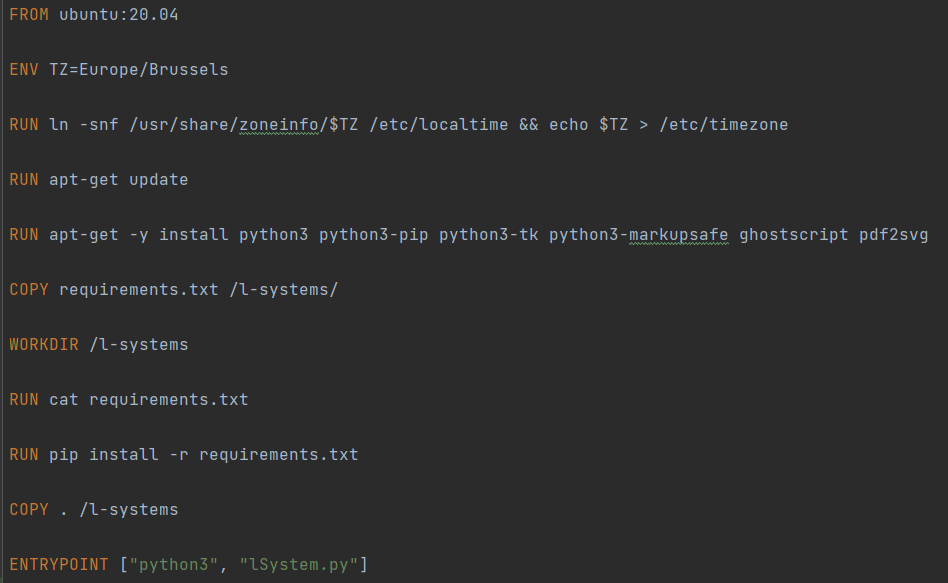 FROM ubuntu:20.04
ENV TZ=Europe/Brussels
RUN ln -snf /usr/share/zoneinfo/$TZ /etc/localtime && echo $TZ > /etc/timezone
RUN apt-get update
RUN apt-get -y install python3 python3-pip python3-tk python3-markupsafe ghostscript pdf2svg
COPY requirements.txt /l-systems/
WORKDIR /l-systems
RUN cat requirements.txt
RUN pip install -r requirements.txt
COPY . /l-systems
ENTRYPOINT ["python3", "lSystem.py"]